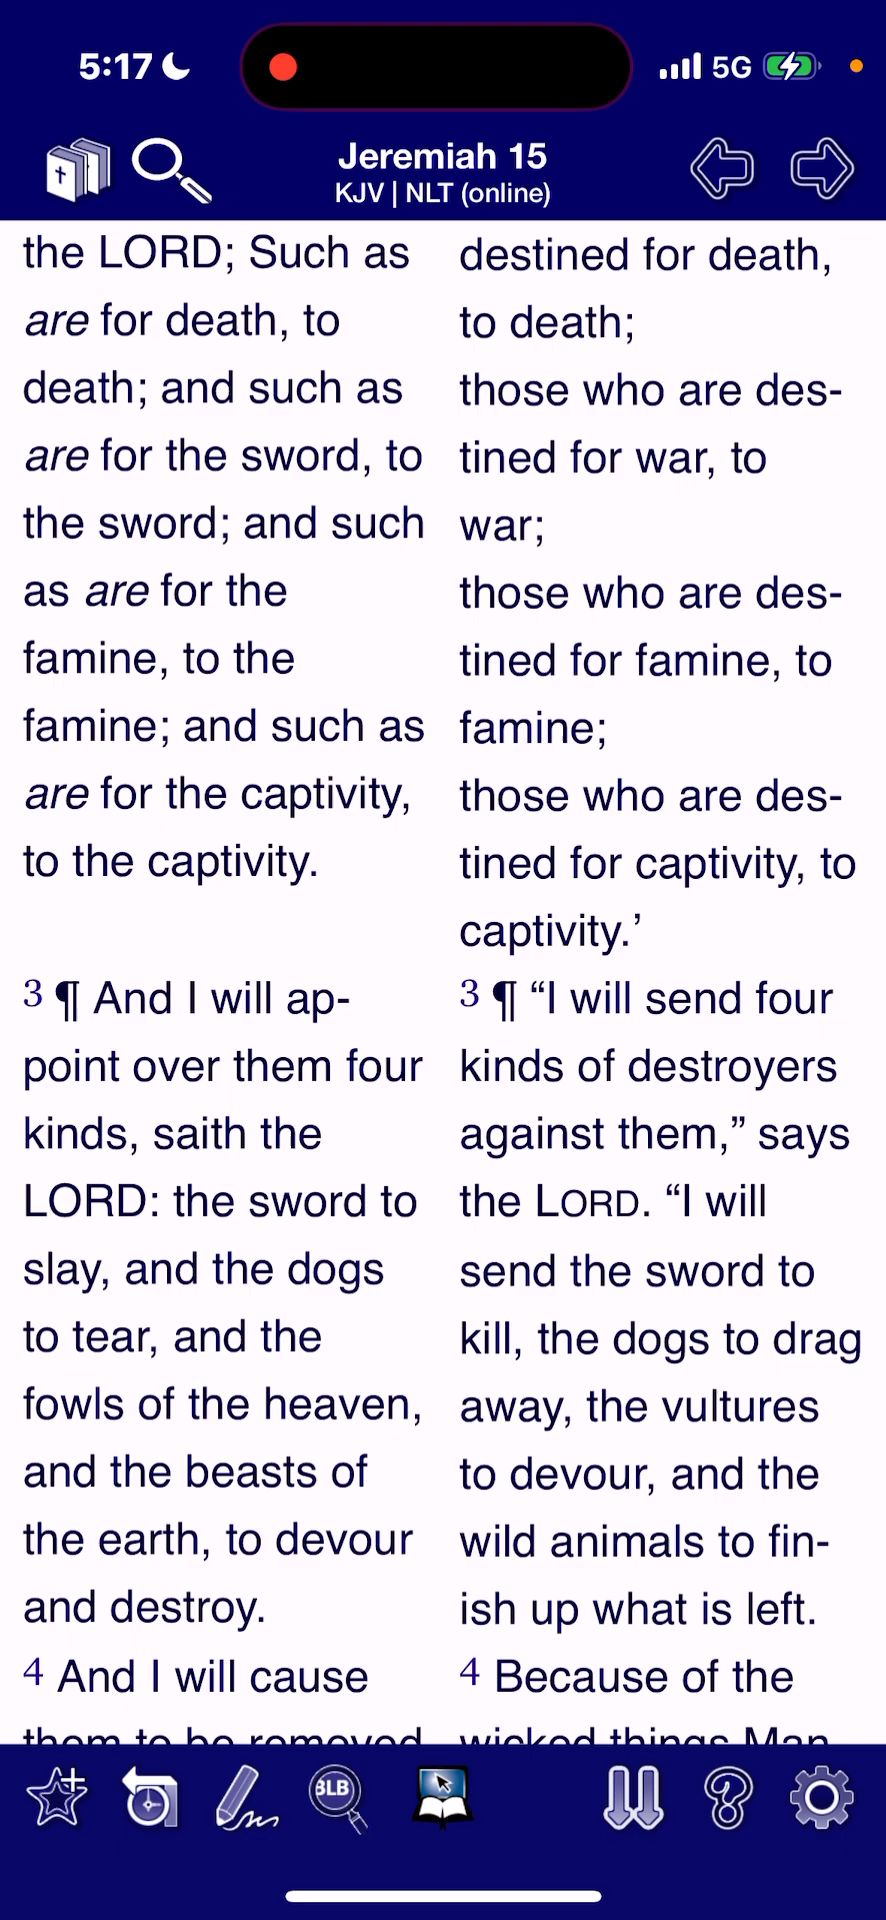 5:17
5G
Jeremiah 15
KJV | NLT (online)
the LORD; Such as
are for death, to
death; and such as
are for the sword, to
the sword; and such
as are for the
famine, to the
famine; and such as
are for the captivity,
to the captivity.
3 ¶ And I will ap-
point over them four
kinds, saith the
LORD: the sword to
slay, and the dogs
to tear, and the
fowls of the heaven,
and the beasts of
the earth, to devour
and destroy.
4 And I will cause
them to be removed
destined for death,
to death;
those who are des-
tined for war, to
war;
those who are des-
tined for famine, to
famine;
those who are des-
tined for captivity, to
captivity.’
3 ¶ “I will send four
kinds of destroyers
against them,” says
the LORD. “I will
send the sword to
kill, the dogs to drag
away, the vultures
to devour, and the
wild animals to fin-
ish up what is left.
4 Because of the
wicked things Man
BLB